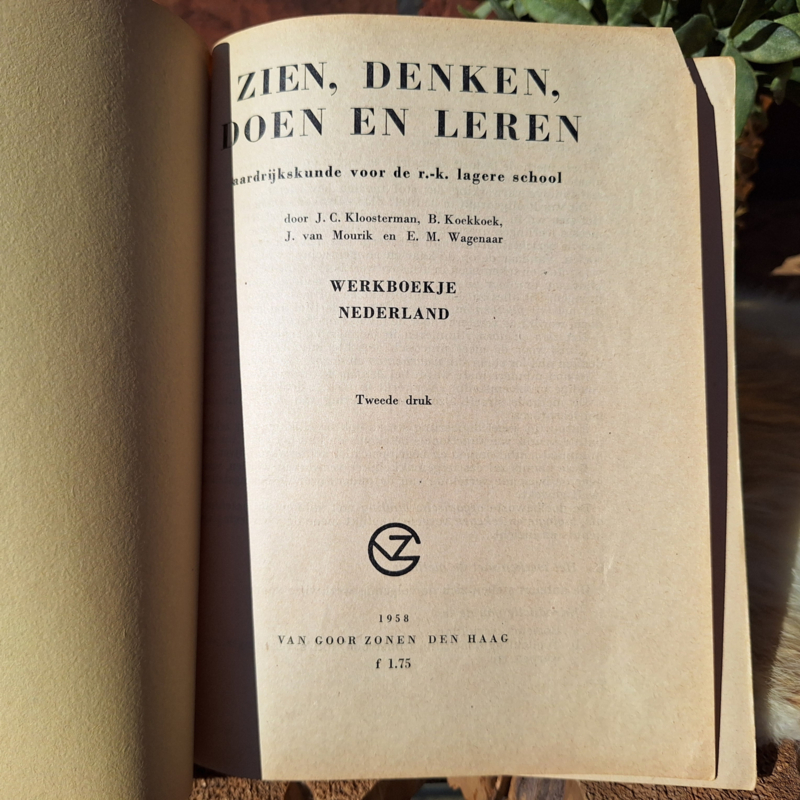 ZIEN, DENKEN,
DOEN EN LEREN
aardrijkskunde voor de r.-k. lagere school
door J. C. Kloosterman, B. Koekkoek,
J. van Mourik en E. M. Wagenaar
WERKBOEKJE
NEDERLAND
Tweede druk
GVZ
1958
VAN GOOR ZONEN DEN HAAG
f 1.75